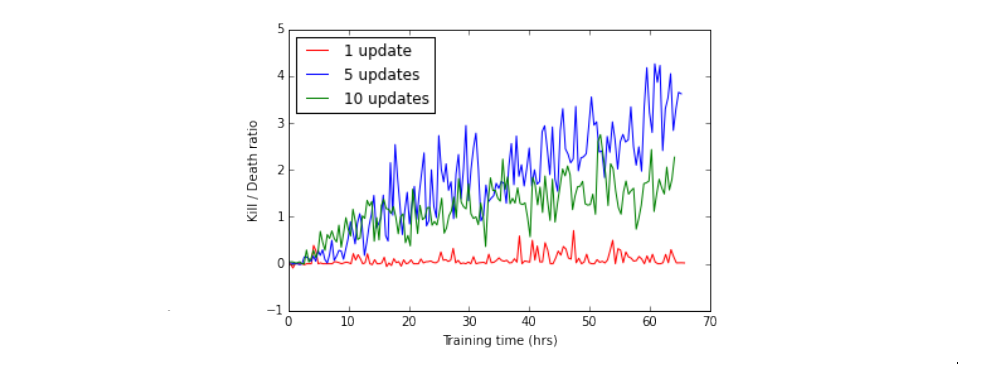 5
4
3
2
1
0
−1
1 update
5 updates
10 updates
Kill / Death ratio
0 10 20 30 40 50 60 70
Training time (hrs)